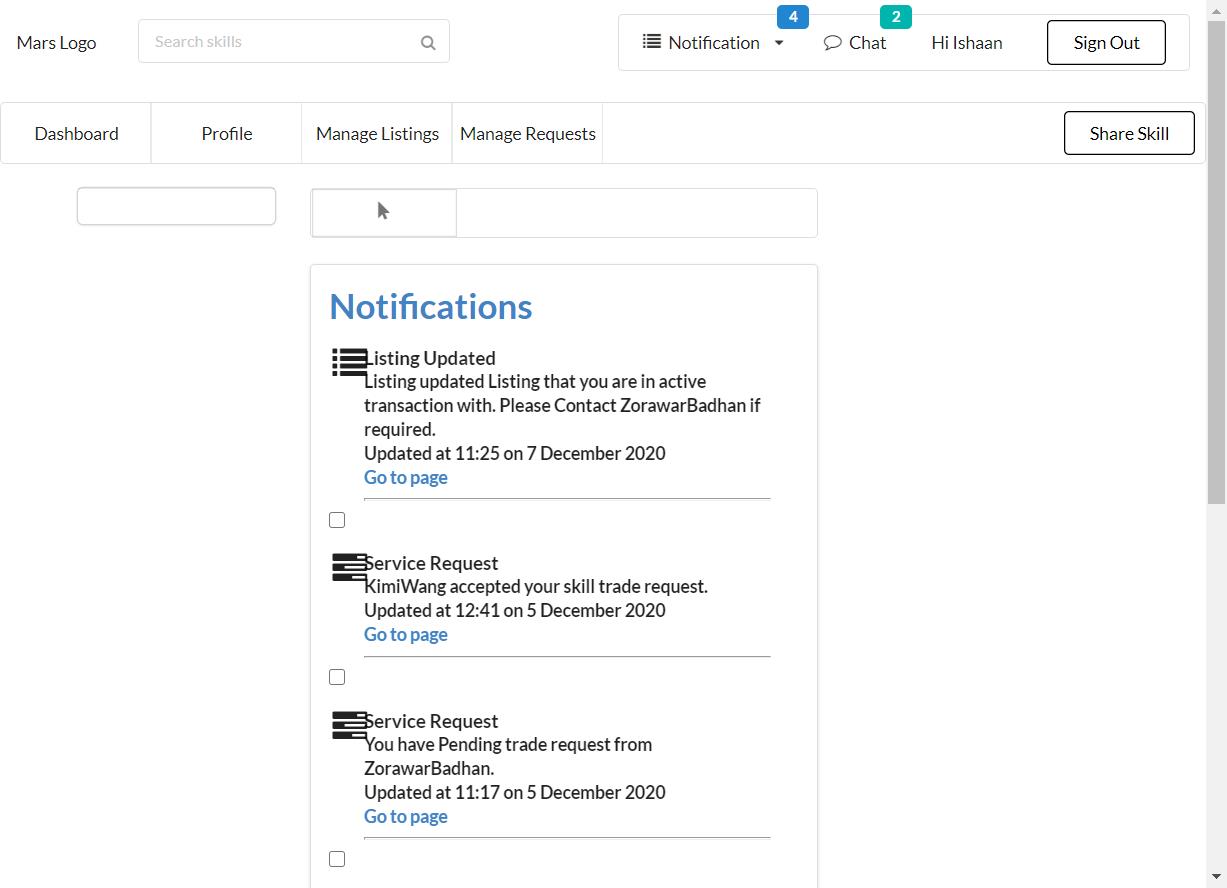 Mars Logo
Search skills
Notification
4
Chat
2
Hi Ishaan
Sign Out
Dashboard
Profile
Manage Listings
Manage Requests
Share Skill
Notifications
Listing Updated
Listing updated Listing that you are in active
transaction with. Please Contact ZorawarBadhan if
required.
Updated at 11:25 on 7 December 2020
Go to page
Service Request
KimiWang accepted your skill trade request.
Updated at 12:41 on 5 December 2020
Go to page
Service Request
You have Pending trade request from
ZorawarBadhan.
Updated at 11:17 on 5 December 2020
Go to page